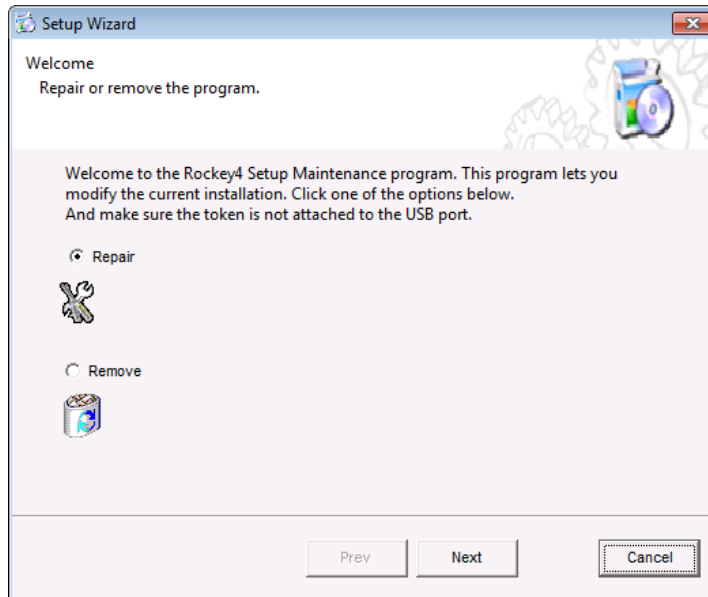 Setup Wizard
Welcome
Repair or remove the program.
Welcome to the Rockey4 Setup Maintenance program. This program lets you
modify the current installation. Click one of the options below.
And make sure the token is not attached to the USB port.
Repair
Remove
Prev
Next
Cancel